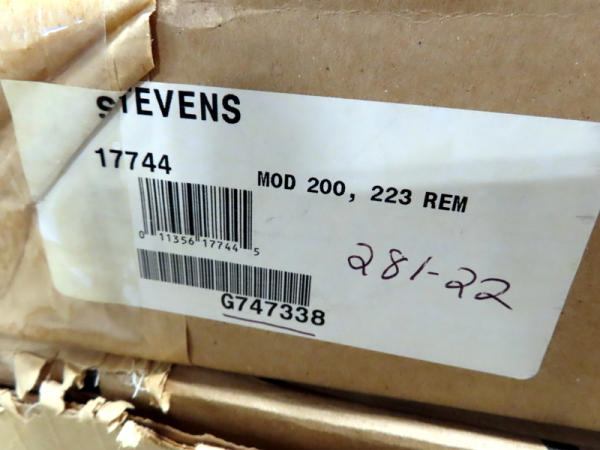 STEVENS
17744
MOD 200, 223 REM
0 11356 17744 5
281-22
G747338